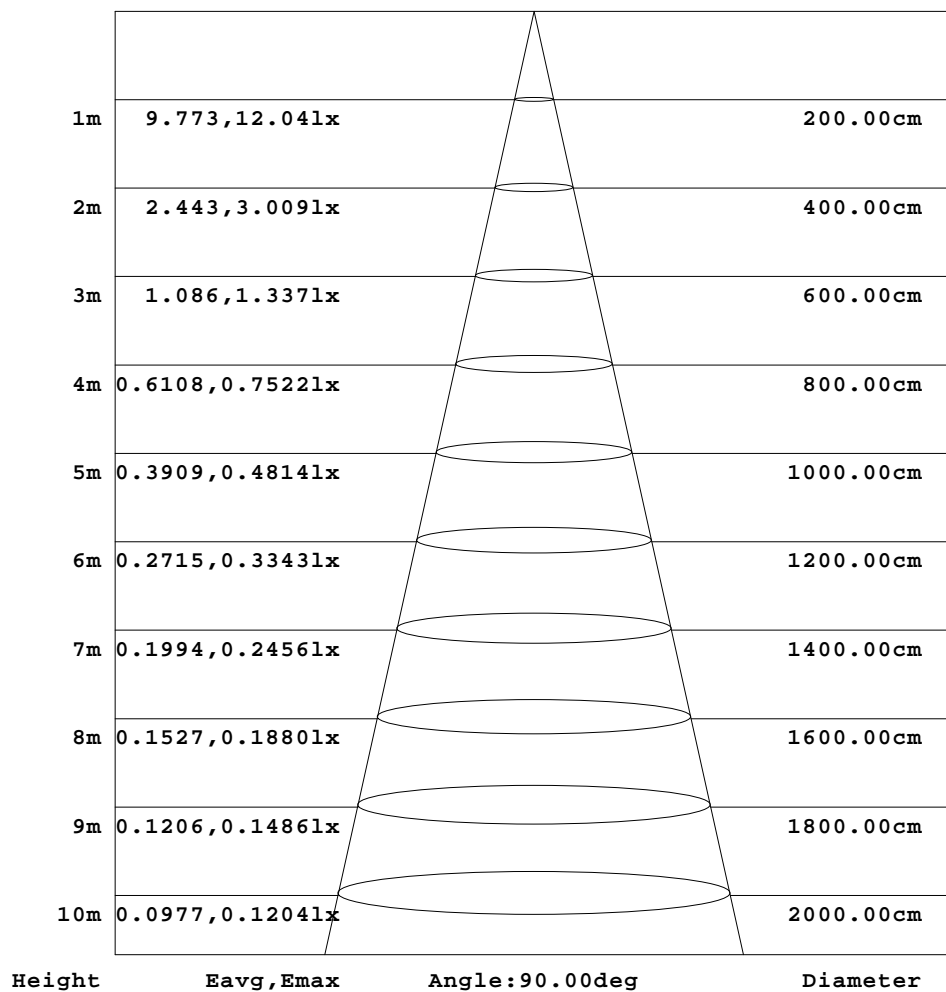 1m 9.773,12.04lx 200.00cm
2m 2.443,3.009lx 400.00cm
3m 1.086,1.337lx 600.00cm
4m 0.6108,0.7522lx 800.00cm
5m 0.3909,0.4814lx 1000.00cm
6m 0.2715,0.3343lx 1200.00cm
7m 0.1994,0.2456lx 1400.00cm
8m 0.1527,0.1880lx 1600.00cm
9m 0.1206,0.1486lx 1800.00cm
10m 0.0977,0.1204lx 2000.00cm
Height Eavg,Emax Angle:90.00deg Diameter